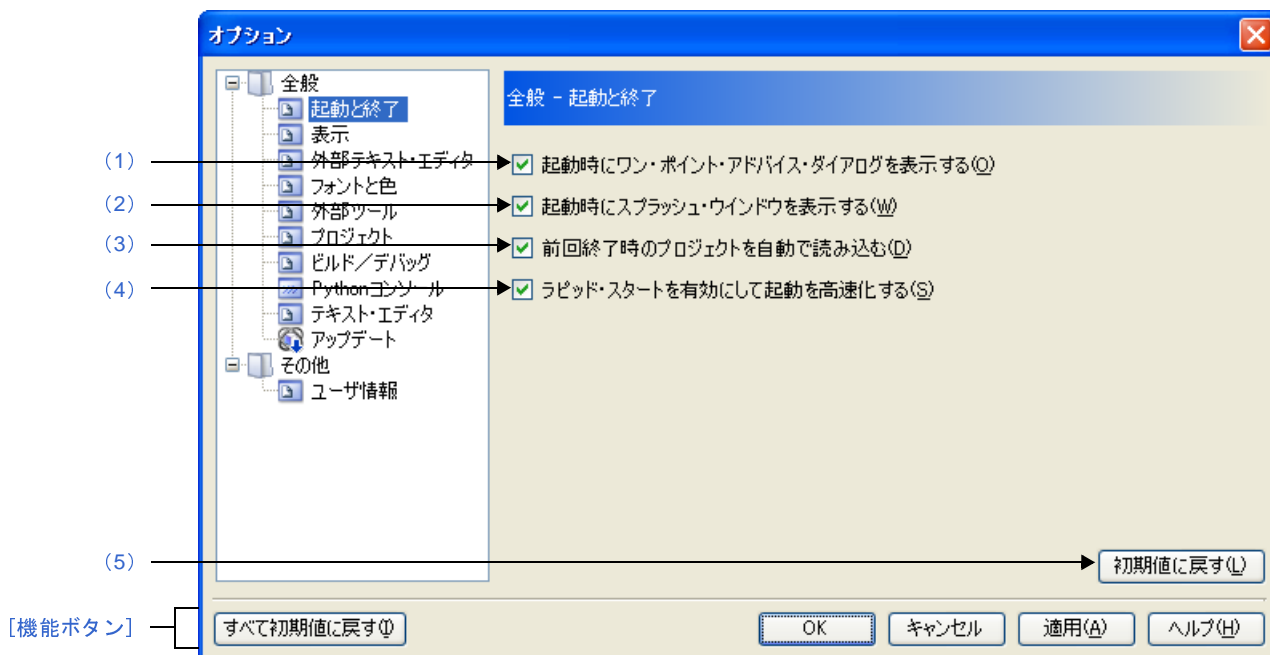 オプション
全般
起動と終了
表示
外部テキスト・エディタ
フォントと色
外部ツール
プロジェクト
ビルド／デバッグ
Pythonコンソール
テキスト・エディタ
アップデート
その他
ユーザ情報
全般 - 起動と終了
（1）
起動時にワン・ポイント・アドバイス・ダイアログを表示する(O)
（2）
起動時にスプラッシュ・ウインドウを表示する(W)
（3）
前回終了時のプロジェクトを自動で読み込む(D)
（4）
ラピッド・スタートを有効にして起動を高速化する(S)
（5）
初期値に戻す(L)
［機能ボタン］
すべて初期値に戻す(I)
OK
キャンセル
適用(A)
ヘルプ(H)